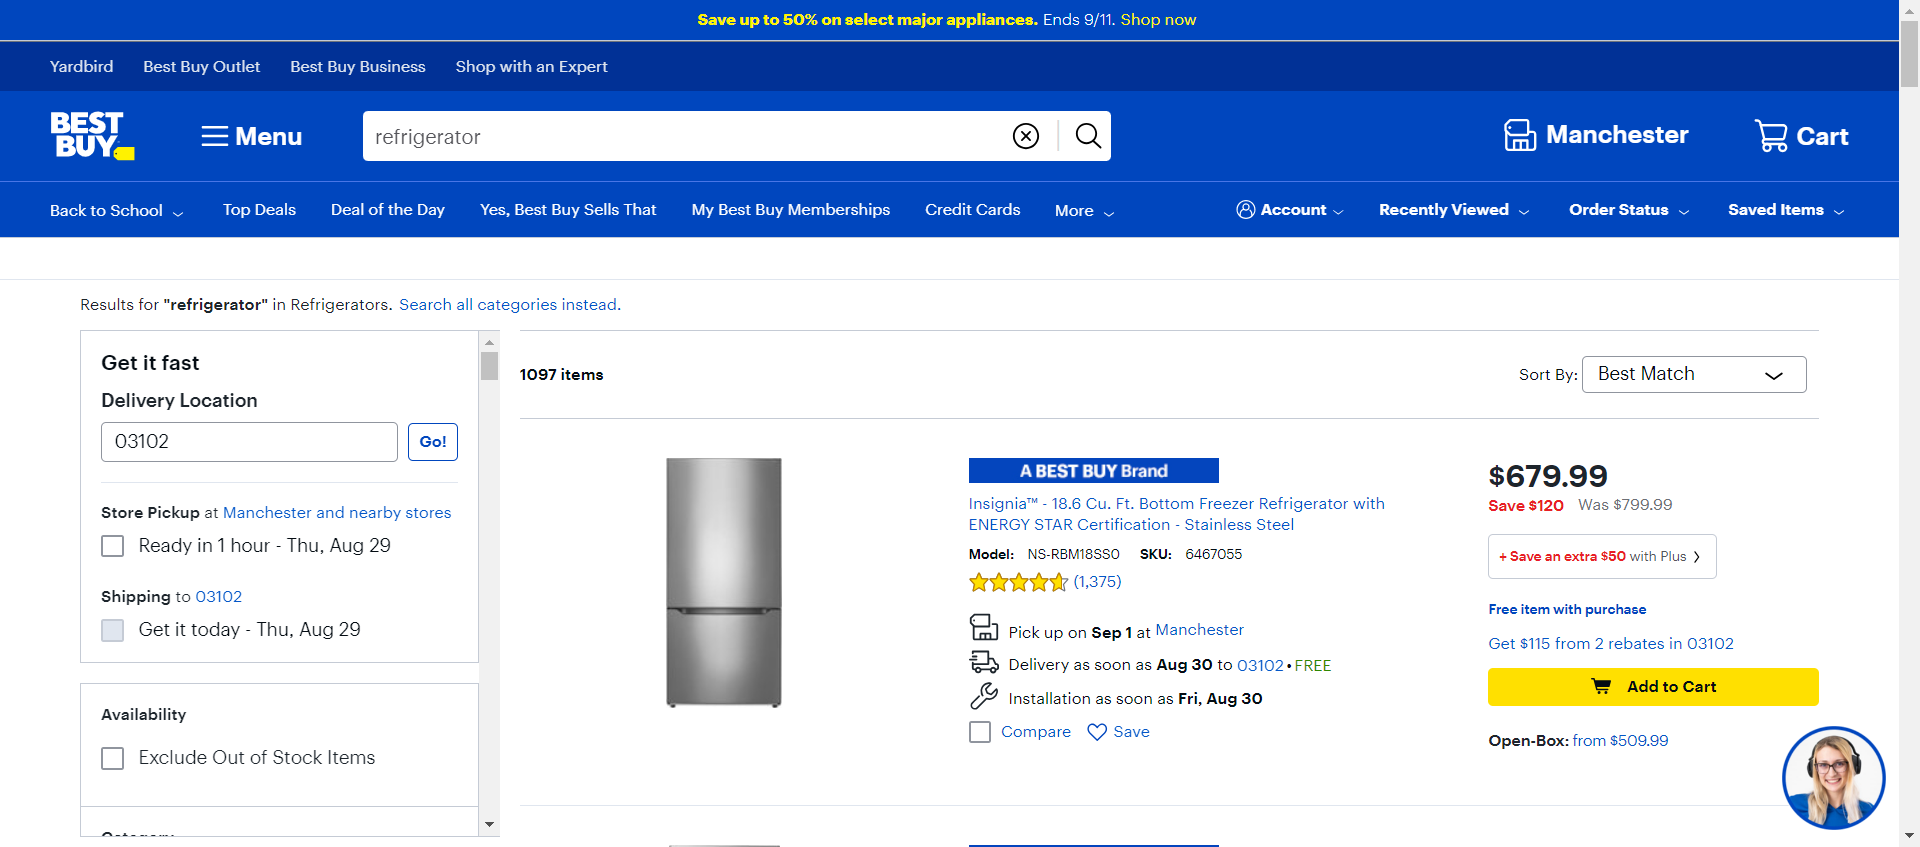 Save up to 50% on select major appliances. Ends 9/11. Shop now
Yardbird Best Buy Outlet Best Buy Business Shop with an Expert
BEST BUY
Menu
refrigerator
Manchester
Cart
Back to School Top Deals Deal of the Day Yes, Best Buy Sells That My Best Buy Memberships Credit Cards More
Account Recently Viewed Order Status Saved Items
Results for "refrigerator" in Refrigerators. Search all categories instead.
Get it fast
Delivery Location
03102 Go!
Store Pickup at Manchester and nearby stores
Ready in 1 hour - Thu, Aug 29
Shipping to 03102
Get it today - Thu, Aug 29
Availability
Exclude Out of Stock Items
Category
1097 items
Sort By: Best Match
A BEST BUY Brand
Insignia™ - 18.6 Cu. Ft. Bottom Freezer Refrigerator with
ENERGY STAR Certification - Stainless Steel
Model: NS-RBM18SS0 SKU: 6467055
(1,375)
Pick up on Sep 1 at Manchester
Delivery as soon as Aug 30 to 03102 • FREE
Installation as soon as Fri, Aug 30
Compare Save
$679.99
Save $120 Was $799.99
+ Save an extra $50 with Plus
Free item with purchase
Get $115 from 2 rebates in 03102
Add to Cart
Open-Box: from $509.99